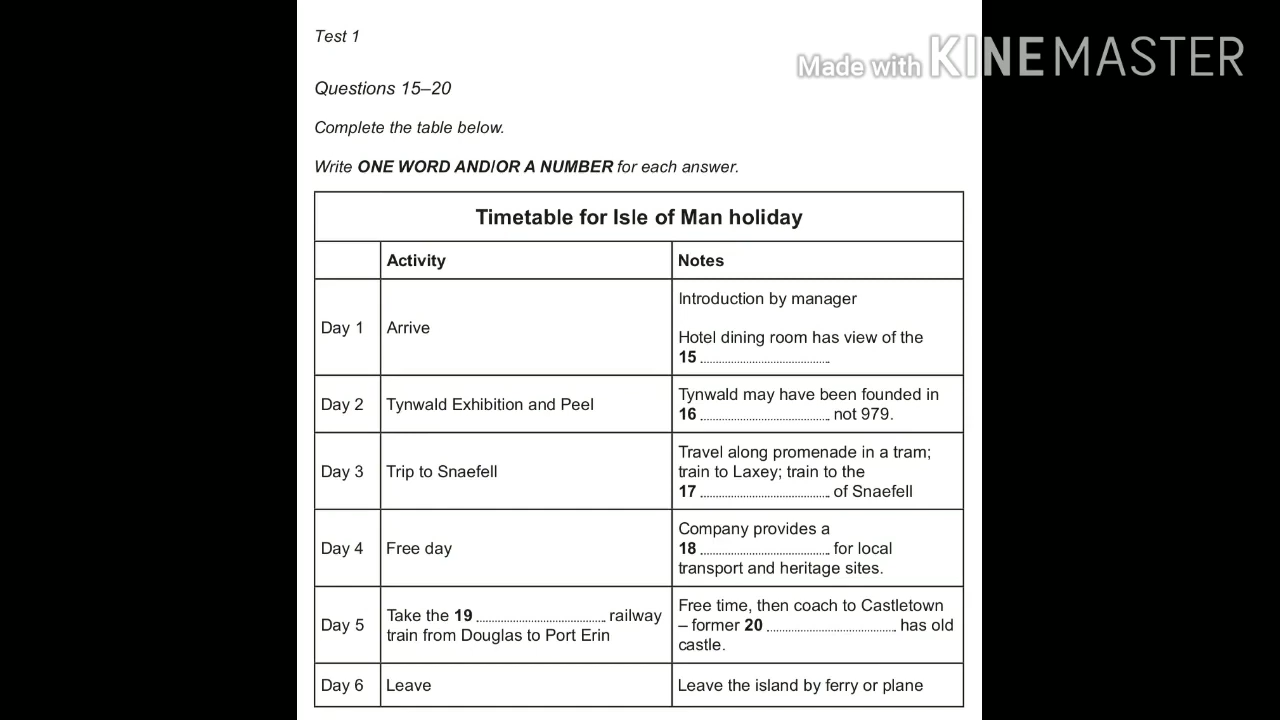 Test 1
Made with KINEMASTER
Questions 15–20
Complete the table below.
Write ONE WORD AND/OR A NUMBER for each answer.
Timetable for Isle of Man holiday
Activity
Notes
Day 1
Arrive
Introduction by manager
Hotel dining room has view of the
15 ..............................
Day 2
Tynwald Exhibition and Peel
Tynwald may have been founded in
16 .............................. not 979.
Day 3
Trip to Snaefell
Travel along promenade in a tram;
train to Laxey; train to the
17 .............................. of Snaefell
Day 4
Free day
Company provides a
18 .............................. for local
transport and heritage sites.
Day 5
Take the 19 .............................. railway
train from Douglas to Port Erin
Free time, then coach to Castletown
– former 20 .............................. has old
castle.
Day 6
Leave
Leave the island by ferry or plane